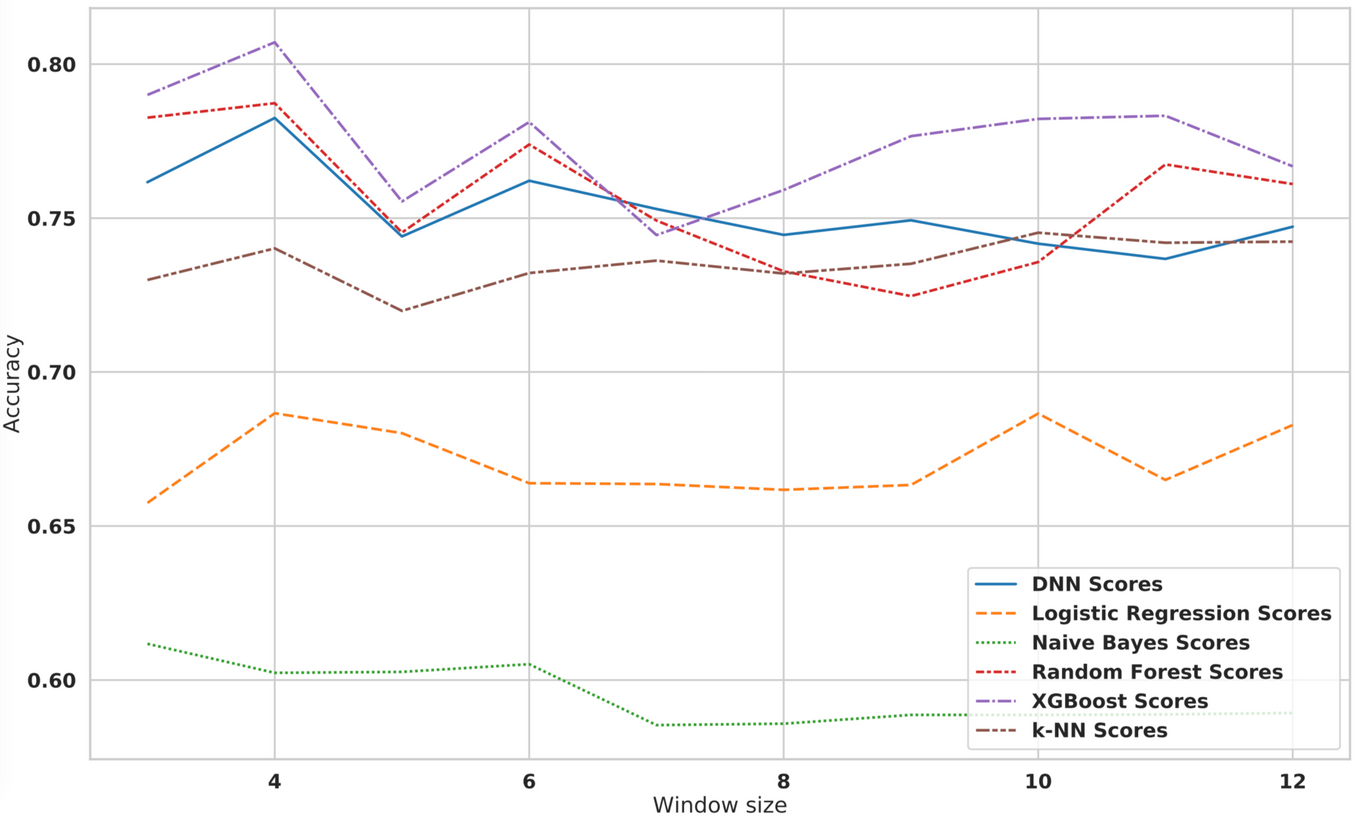 0.80
0.75
0.70
0.65
0.60
Accuracy
4
6
8
10
12
Window size
DNN Scores
Logistic Regression Scores
Naive Bayes Scores
Random Forest Scores
XGBoost Scores
k-NN Scores